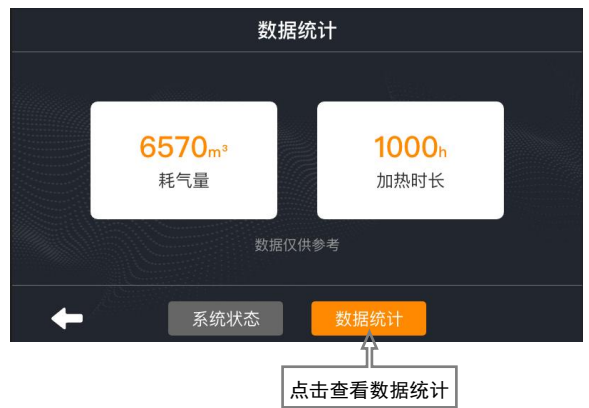 数据统计
6570m³
耗气量
1000h
加热时长
数据仅供参考
系统状态
数据统计
点击查看数据统计